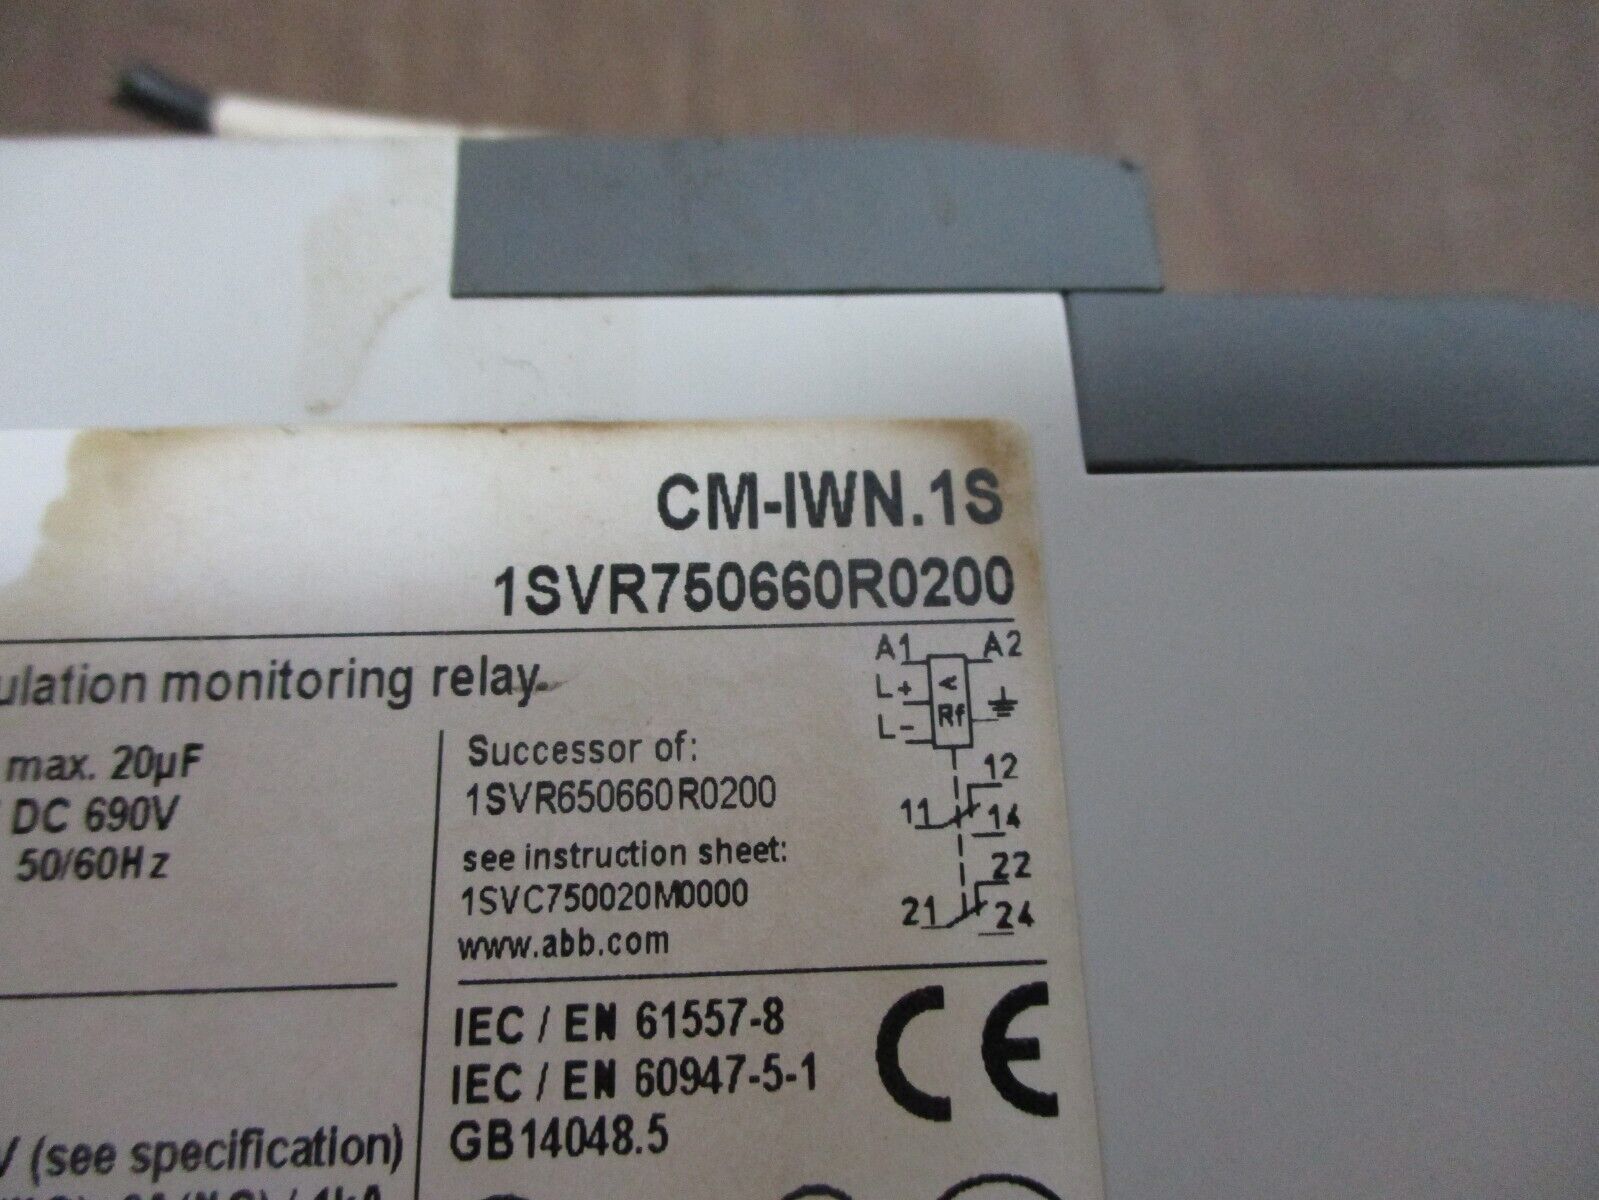 CM-IWN.1S
1SVR750660R0200
ulation monitoring relay
max. 20µF
DC 690V
50/60Hz
Successor of:
1SVR650660R0200
see instruction sheet:
1SVC750020M0000
www.abb.com
A1 A2
L+
<
Rf
L-
12
11 14
22
21 24
IEC / EN 61557-8
IEC / EN 60947-5-1
GB14048.5
CE
V (see specification)